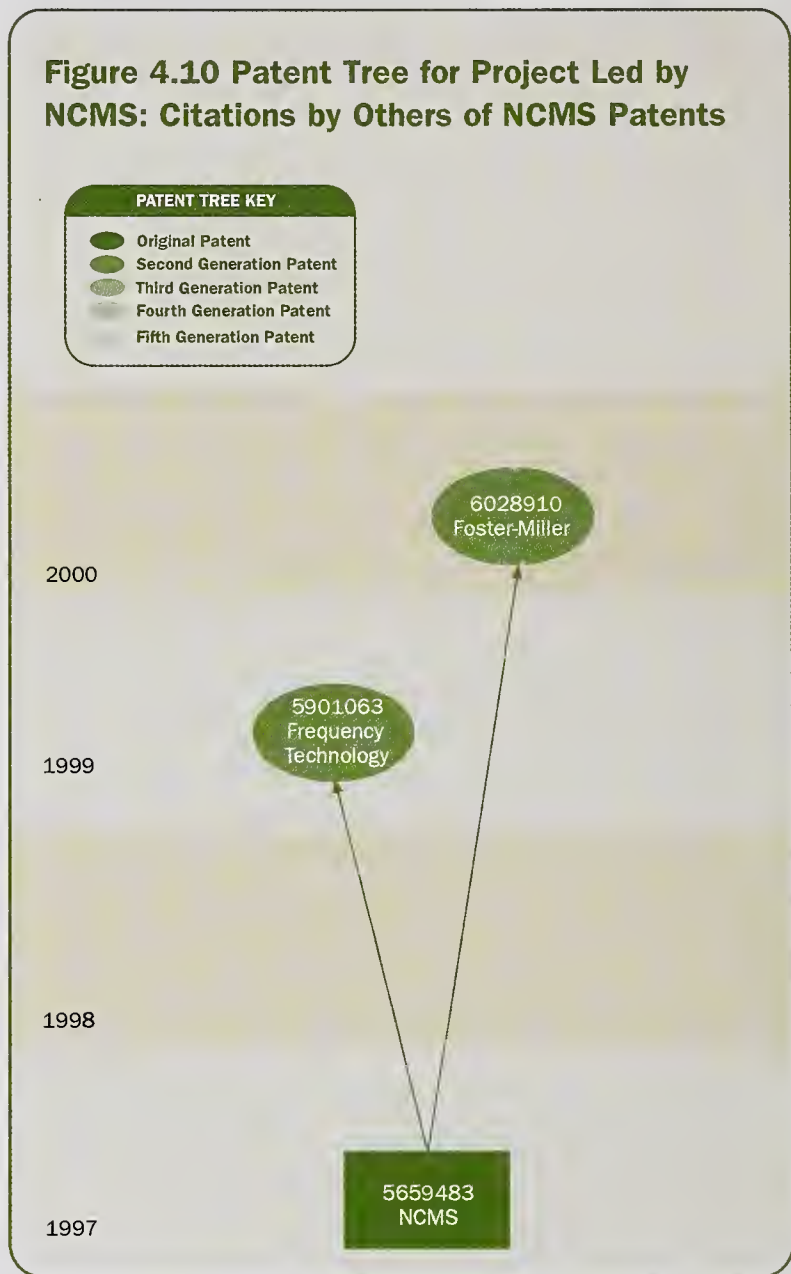 Figure 4.10 Patent Tree for Project Led by
NCMS: Citations by Others of NCMS Patents
PATENT TREE KEY
Original Patent
Second Generation Patent
Third Generation Patent
Fourth Generation Patent
Fifth Generation Patent
6028910
Foster-Miller
2000
5901063
Frequency
Technology
1999
1998
5659483
NCMS
1997